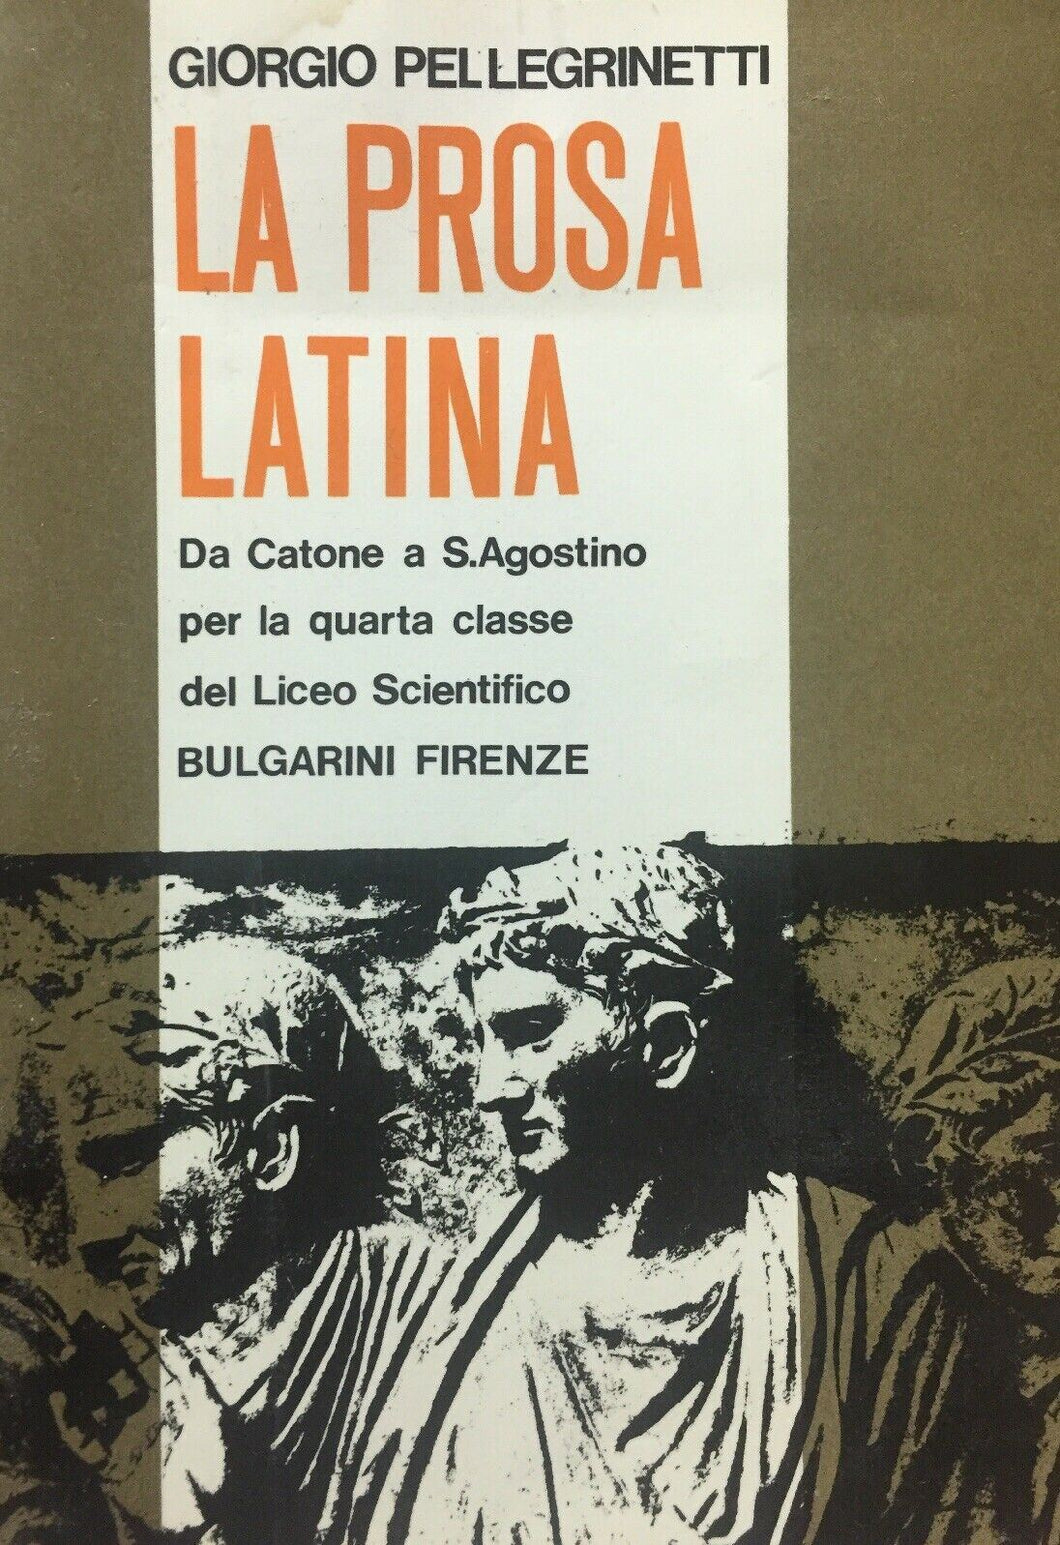 GIORGIO PELLEGRINETTI
LA PROSA
LATINA
Da Catone a S.Agostino
per la quarta classe
del Liceo Scientifico
BULGARINI FIRENZE